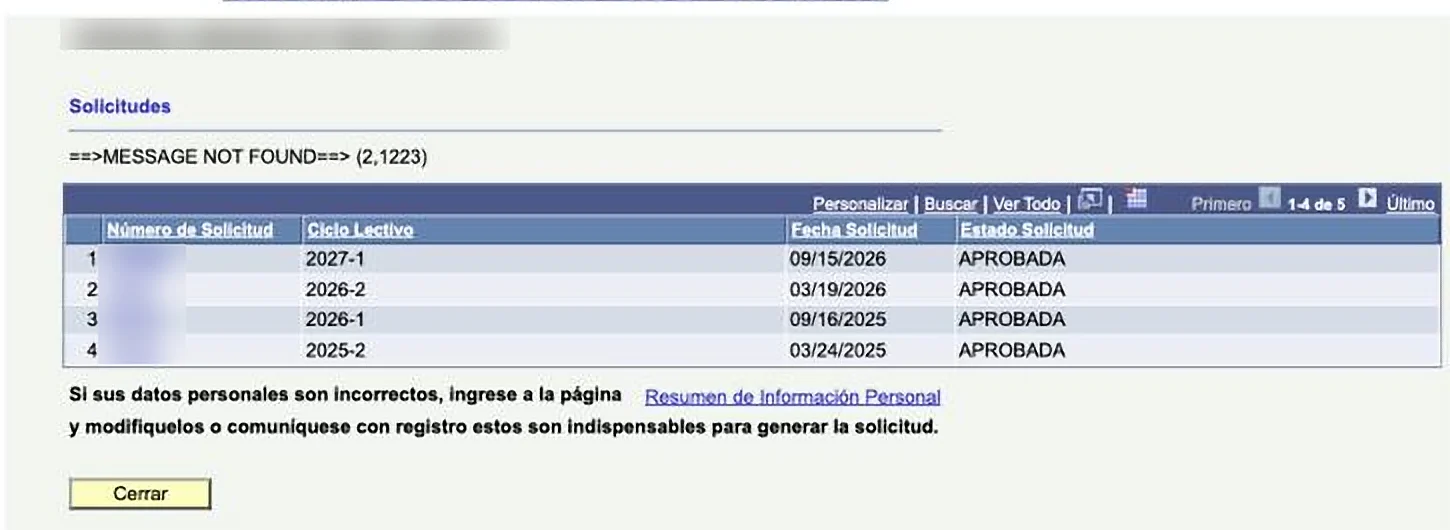 Solicitudes
==>MESSAGE NOT FOUND==> (2,1223)
Personalizar | Buscar | Ver Todo | | Primero 1-4 de 5 Último
Número de Solicitud Ciclo Lectivo Fecha Solicitud Estado Solicitud
1 2027-1 09/15/2026 APROBADA
2 2026-2 03/19/2026 APROBADA
3 2026-1 09/16/2025 APROBADA
4 2025-2 03/24/2025 APROBADA
Si sus datos personales son incorrectos, ingrese a la página Resumen de Información Personal
y modifiquelos o comuníquese con registro estos son indispensables para generar la solicitud.
Cerrar